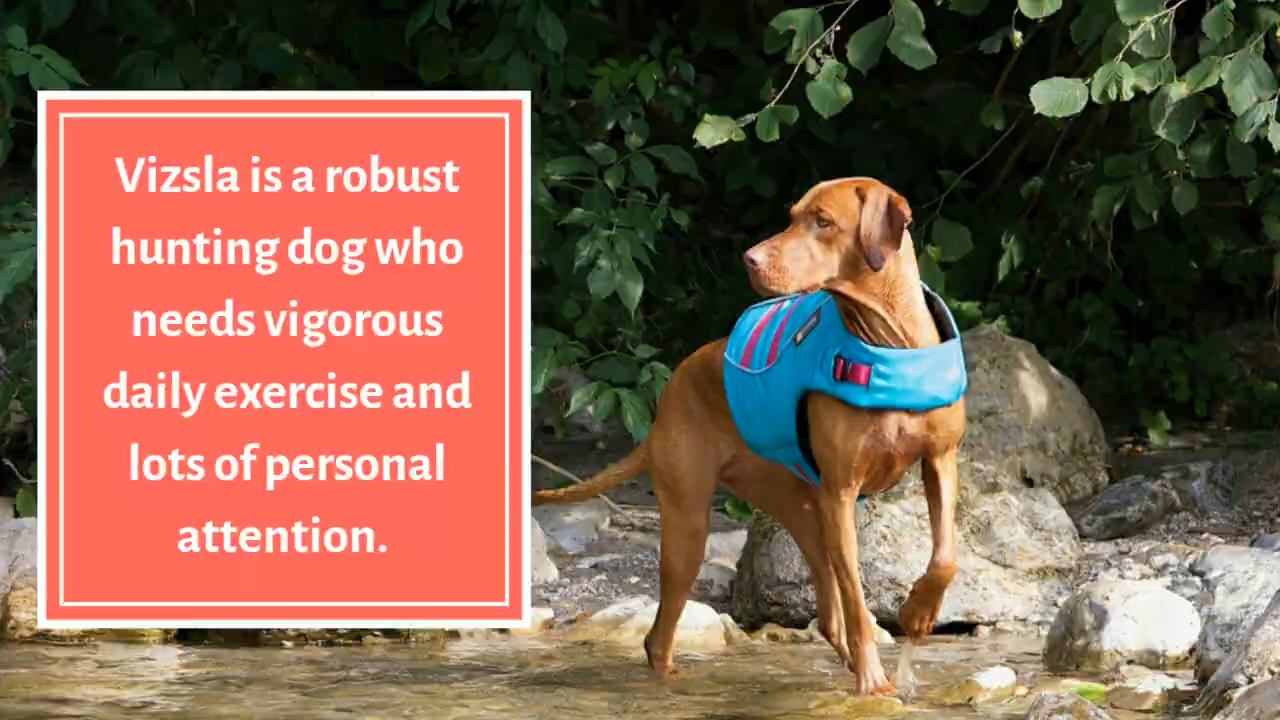 Vizsla is a robust
hunting dog who
needs vigorous
daily exercise and
lots of personal
attention.